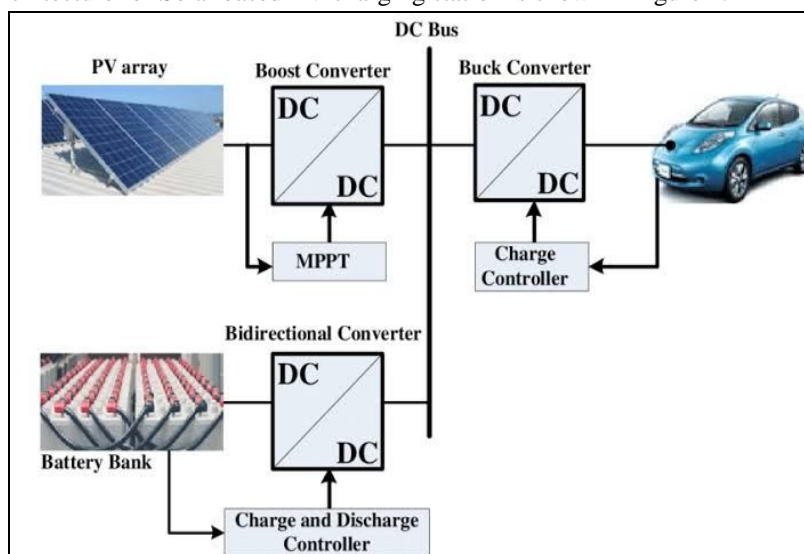 DC Bus
PV array
Boost Converter
Buck Converter
DC
DC
DC
DC
MPPT
Charge
Controller
Bidirectional Converter
DC
DC
Battery Bank
Charge and Discharge
Controller